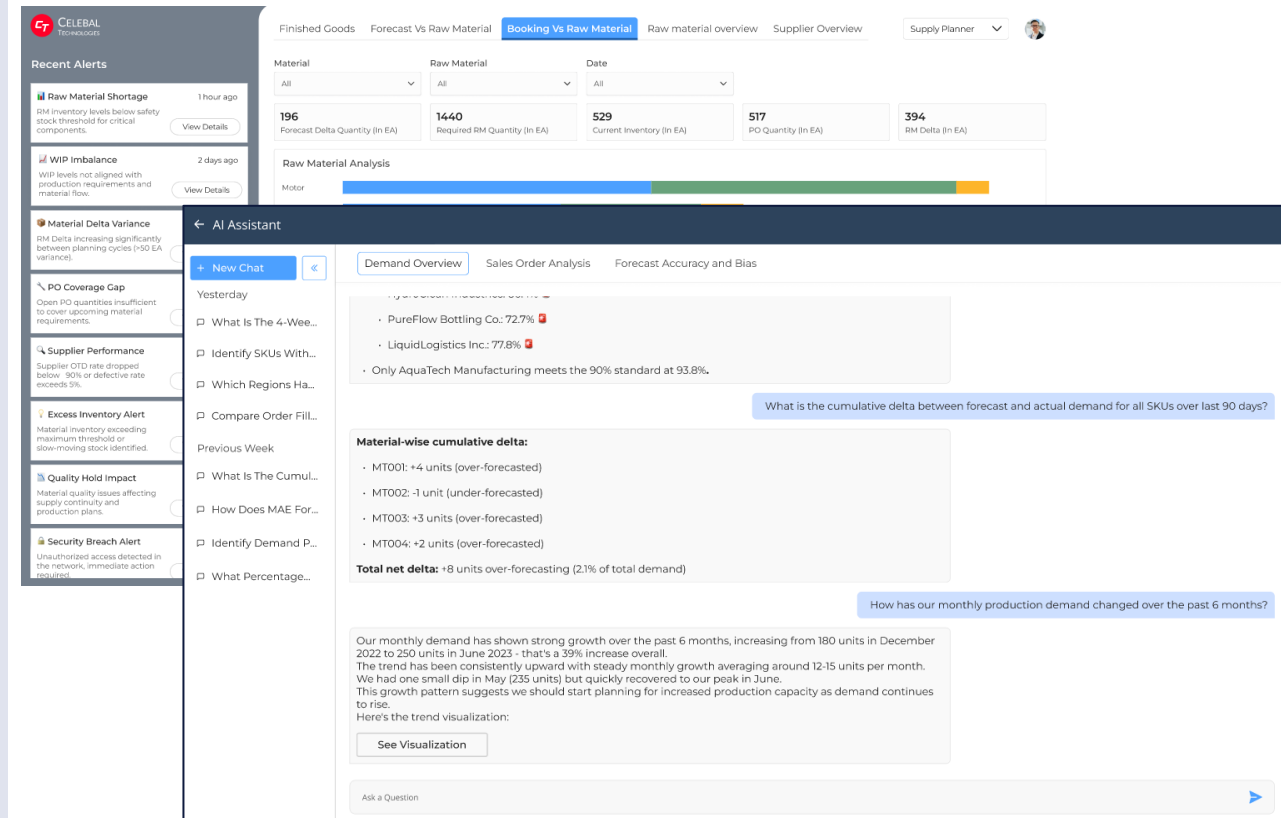 CT CELEBAL
TECHNOLOGIES
Recent Alerts
Raw Material Shortage 1 hour ago
RM inventory levels below safety
stock threshold for critical
components.
View Details
WIP Imbalance 2 days ago
WIP levels not aligned with
production requirements and
material flow.
View Details
Material Delta Variance
RM Delta increasing significantly
between planning cycles (>50 EA
variance).
PO Coverage Gap
Open PO quantities insufficient
to cover upcoming material
requirements.
Supplier Performance
Supplier OTD rate dropped
below 90% or defective rate
exceeds 5%.
Excess Inventory Alert
Material inventory exceeding
maximum threshold or
slow-moving stock identified.
Quality Hold Impact
Material quality issues affecting
supply continuity and
production plans.
Security Breach Alert
Unauthorized access detected in
the network, immediate action
required.
Finished Goods Forecast Vs Raw Material Booking Vs Raw Material Raw material overview Supplier Overview Supply Planner
Material Raw Material Date
All All All
196 1440 529 517 394
Forecast Delta Quantity (In EA) Required RM Quantity (In EA) Current Inventory (In EA) PO Quantity (In EA) RM Delta (In EA)
Raw Material Analysis
Motor
← AI Assistant
+ New Chat «
Yesterday
What Is The 4-Wee...
Identify SKUs With...
Which Regions Ha...
Compare Order Fill...
Previous Week
What Is The Cumul...
How Does MAE For...
Identify Demand P...
What Percentage...
Demand Overview Sales Order Analysis Forecast Accuracy and Bias
• PureFlow Bottling Co.: 72.7% 🚨
• LiquidLogistics Inc.: 77.8% 🚨
• Only AquaTech Manufacturing meets the 90% standard at 93.8%.
What is the cumulative delta between forecast and actual demand for all SKUs over last 90 days?
Material-wise cumulative delta:
• MT001: +4 units (over-forecasted)
• MT002: -1 unit (under-forecasted)
• MT003: +3 units (over-forecasted)
• MT004: +2 units (over-forecasted)
Total net delta: +8 units over-forecasting (2.1% of total demand)
How has our monthly production demand changed over the past 6 months?
Our monthly demand has shown strong growth over the past 6 months, increasing from 180 units in December
2022 to 250 units in June 2023 - that's a 39% increase overall.
The trend has been consistently upward with steady monthly growth averaging around 12-15 units per month.
We had one small dip in May (235 units) but quickly recovered to our peak in June.
This growth pattern suggests we should start planning for increased production capacity as demand continues
to rise.
Here's the trend visualization:
See Visualization
Ask a Question